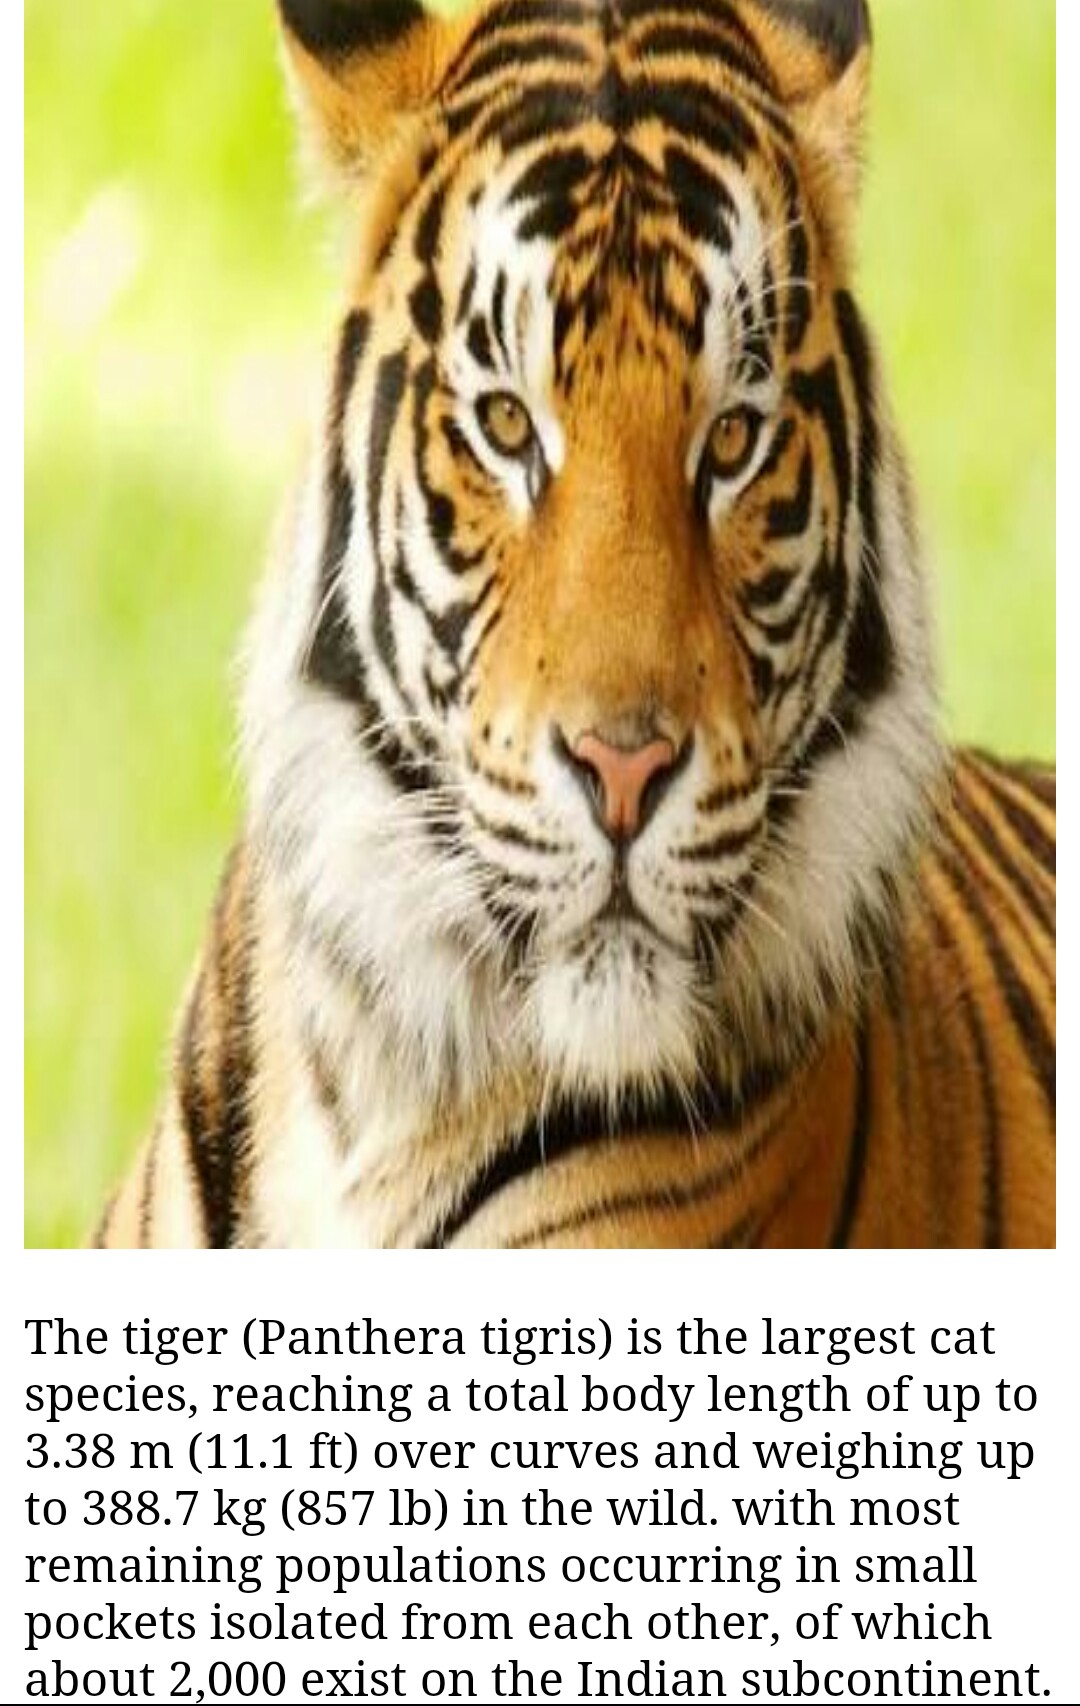 The tiger (Panthera tigris) is the largest cat
species, reaching a total body length of up to
3.38 m (11.1 ft) over curves and weighing up
to 388.7 kg (857 lb) in the wild. with most
remaining populations occurring in small
pockets isolated from each other, of which
about 2,000 exist on the Indian subcontinent.